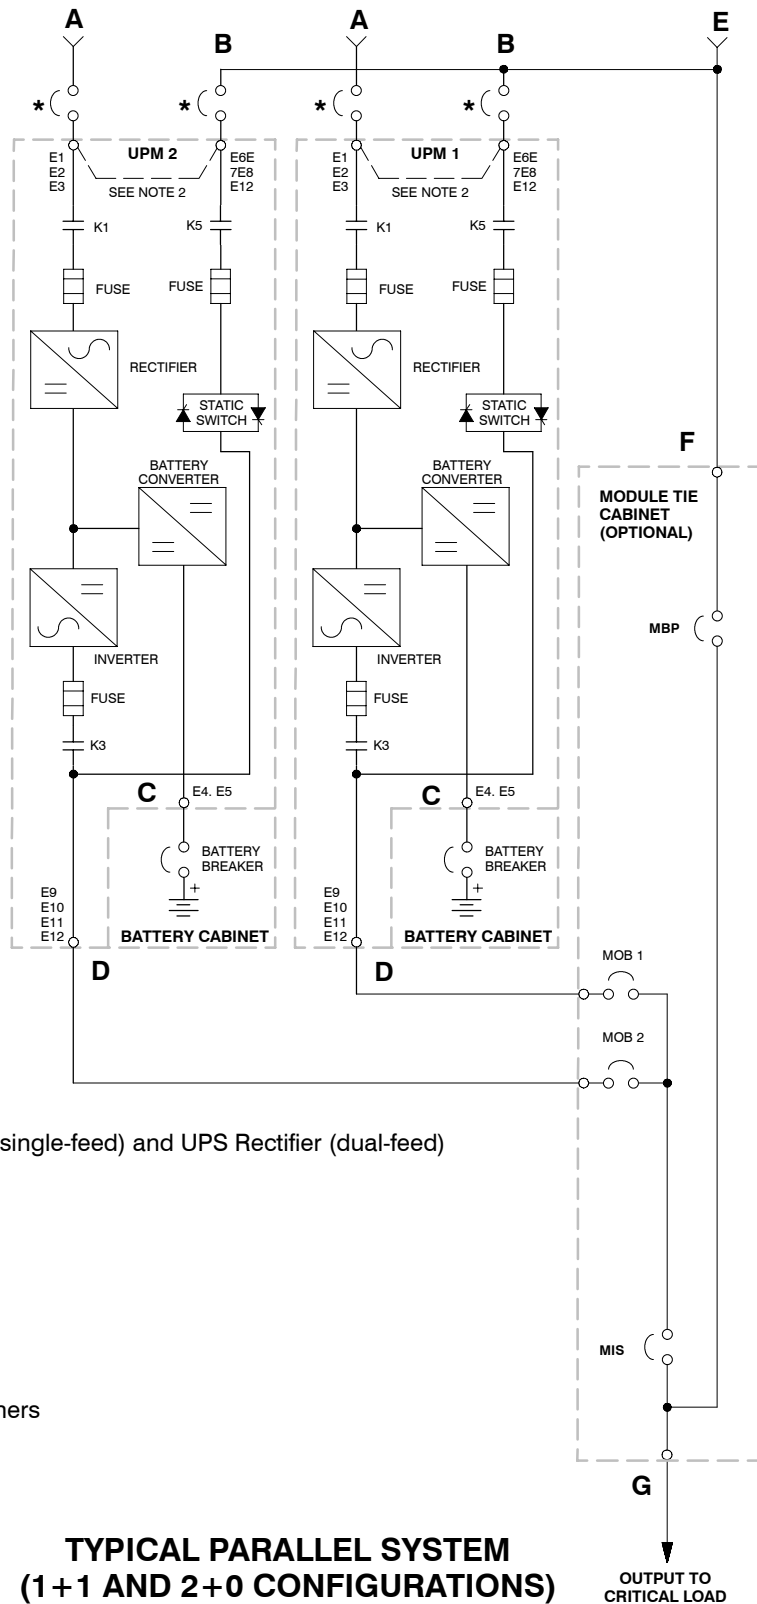 A
B
A
B
E
*
*
*
*
UPM 2
UPM 1
E1
E2
E3
E6E
7E8
E12
E1
E2
E3
E6E
7E8
E12
SEE NOTE 2
SEE NOTE 2
K1
K5
K1
K5
FUSE
FUSE
FUSE
FUSE
RECTIFIER
RECTIFIER
STATIC
SWITCH
STATIC
SWITCH
F
BATTERY
CONVERTER
BATTERY
CONVERTER
MODULE TIE
CABINET
(OPTIONAL)
MBP
INVERTER
INVERTER
FUSE
FUSE
K3
K3
C
E4. E5
C
E4. E5
BATTERY
BREAKER
BATTERY
BREAKER
+
+
E9
E10
E11
E12
E9
E10
E11
E12
BATTERY CABINET
BATTERY CABINET
D
D
MOB 1
MOB 2
single-feed) and UPS Rectifier (dual-feed)
MIS
ners
G
TYPICAL PARALLEL SYSTEM
(1+1 AND 2+0 CONFIGURATIONS)
OUTPUT TO
CRITICAL LOAD